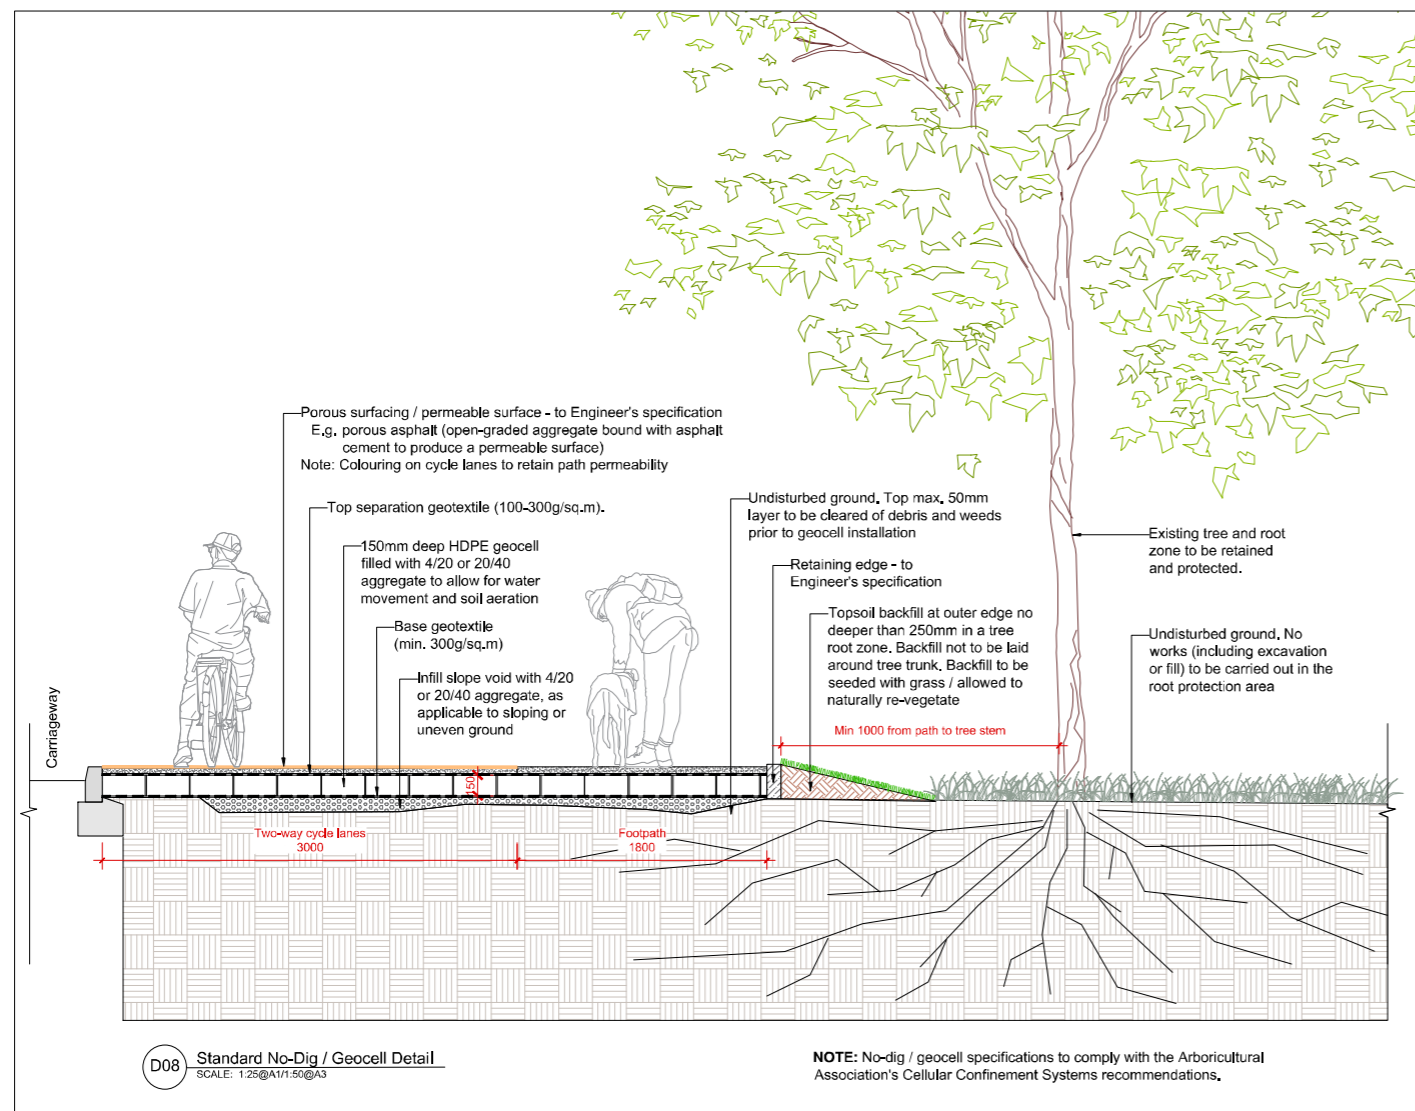 Porous surfacing / permeable surface - to Engineer's specification
E.g. porous asphalt (open-graded aggregate bound with asphalt
cement to produce a permeable surface)
Note: Colouring on cycle lanes to retain path permeability
Top separation geotextile (100-300g/sq.m).
150mm deep HDPE geocell
filled with 4/20 or 20/40
aggregate to allow for water
movement and soil aeration
Base geotextile
(min. 300g/sq.m)
Infill slope void with 4/20
or 20/40 aggregate, as
applicable to sloping or
uneven ground
Undisturbed ground. Top max. 50mm
layer to be cleared of debris and weeds
prior to geocell installation
Retaining edge - to
Engineer's specification
Topsoil backfill at outer edge no
deeper than 250mm in a tree
root zone. Backfill not to be laid
around tree trunk. Backfill to be
seeded with grass / allowed to
naturally re-vegetate
Existing tree and root
zone to be retained
and protected.
Undisturbed ground. No
works (including excavation
or fill) to be carried out in the
root protection area
Carriageway
Min 1000 from path to tree stem
150
Two-way cycle lanes
3000
Footpath
1800
D08
Standard No-Dig / Geocell Detail
SCALE: 1:25@A1/1:50@A3
NOTE: No-dig / geocell specifications to comply with the Arboricultural
Association's Cellular Confinement Systems recommendations.